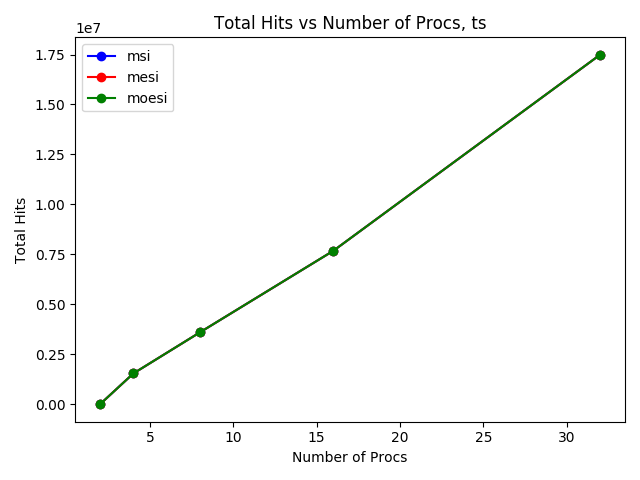 Total Hits vs Number of Procs, ts
1e7
msi
mesi
moesi
Total Hits
1.75
1.50
1.25
1.00
0.75
0.50
0.25
0.00
5 10 15 20 25 30
Number of Procs